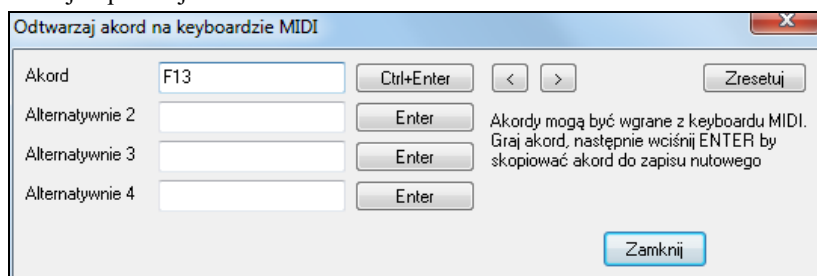 Odtwarzaj akord na keyboardzie MIDI
Akord F13 Ctrl+Enter < > Zresetuj
Alternatywnie 2 Enter
Akordy mogą być wgrane z keyboardu MIDI.
Graj akord, następnie wciśnij ENTER by
skopiować akord do zapisu nutowego
Alternatywnie 3 Enter
Alternatywnie 4 Enter
Zamknij